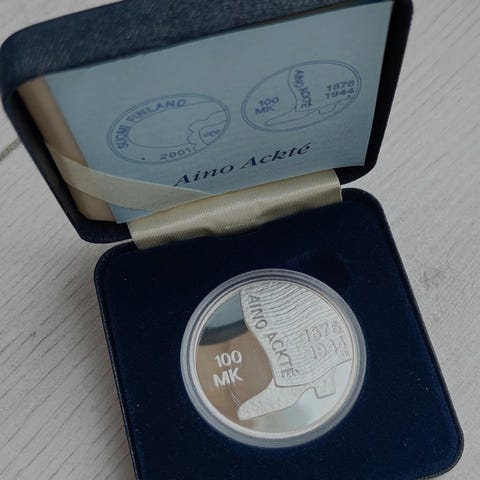 SUOMI FINLAND
• 2001
100
MK
AINO ACKTÉ
1876
1944
Aino Ackté
AINO ACKTÉ
1876
1944
100
MK